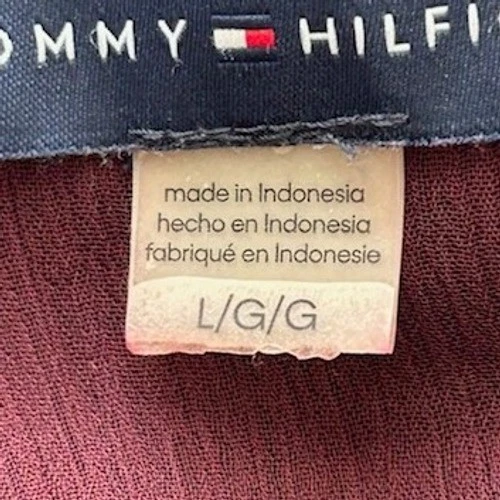 OMMY HILFI
made in Indonesia
hecho en Indonesia
fabriqué en Indonesie
L/G/G